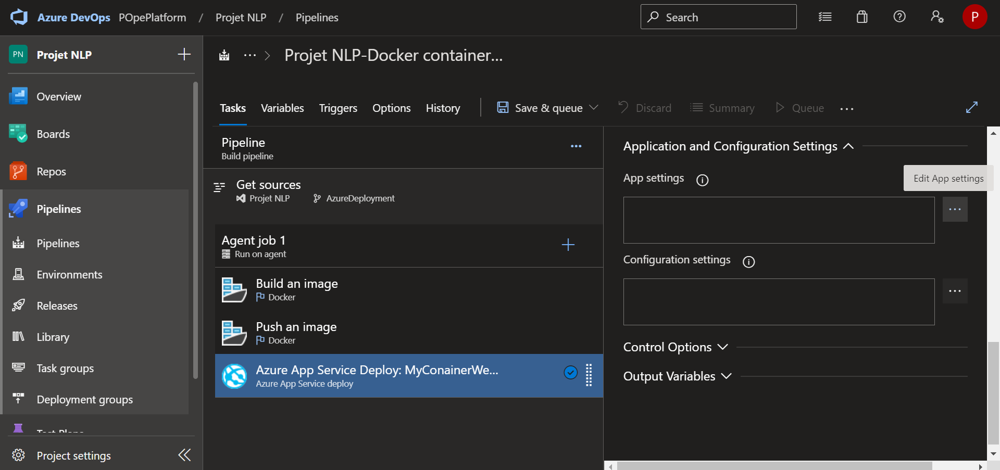 Azure DevOps POpePlatform / Projet NLP / Pipelines
Search
P
PN Projet NLP
Overview
Boards
Repos
Pipelines
Pipelines
Environments
Releases
Library
Task groups
Deployment groups
Test Plans
Project settings
... > Projet NLP-Docker container...
Tasks Variables Triggers Options History Save & queue Discard Summary Queue ...
Pipeline
Build pipeline
Get sources
Projet NLP AzureDeployment
Agent job 1
Run on agent
Build an image
Docker
Push an image
Docker
Azure App Service Deploy: MyConainerWe...
Azure App Service deploy
Application and Configuration Settings
App settings
Edit App settings
Configuration settings
Control Options
Output Variables